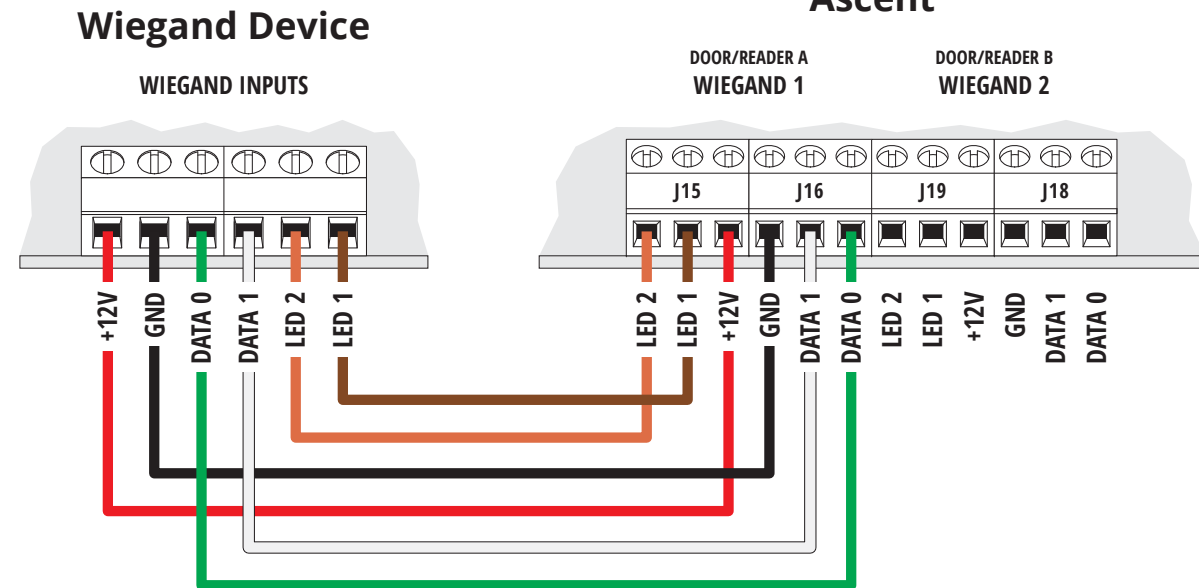 Ascent
Wiegand Device
DOOR/READER A
DOOR/READER B
WIEGAND INPUTS
WIEGAND 1
WIEGAND 2
J15
J16
J19
J18
+12V
GND
DATA 0
DATA 1
LED 2
LED 1
LED 2
LED 1
+12V
GND
DATA 1
DATA 0
LED 2
LED 1
+12V
GND
DATA 1
DATA 0